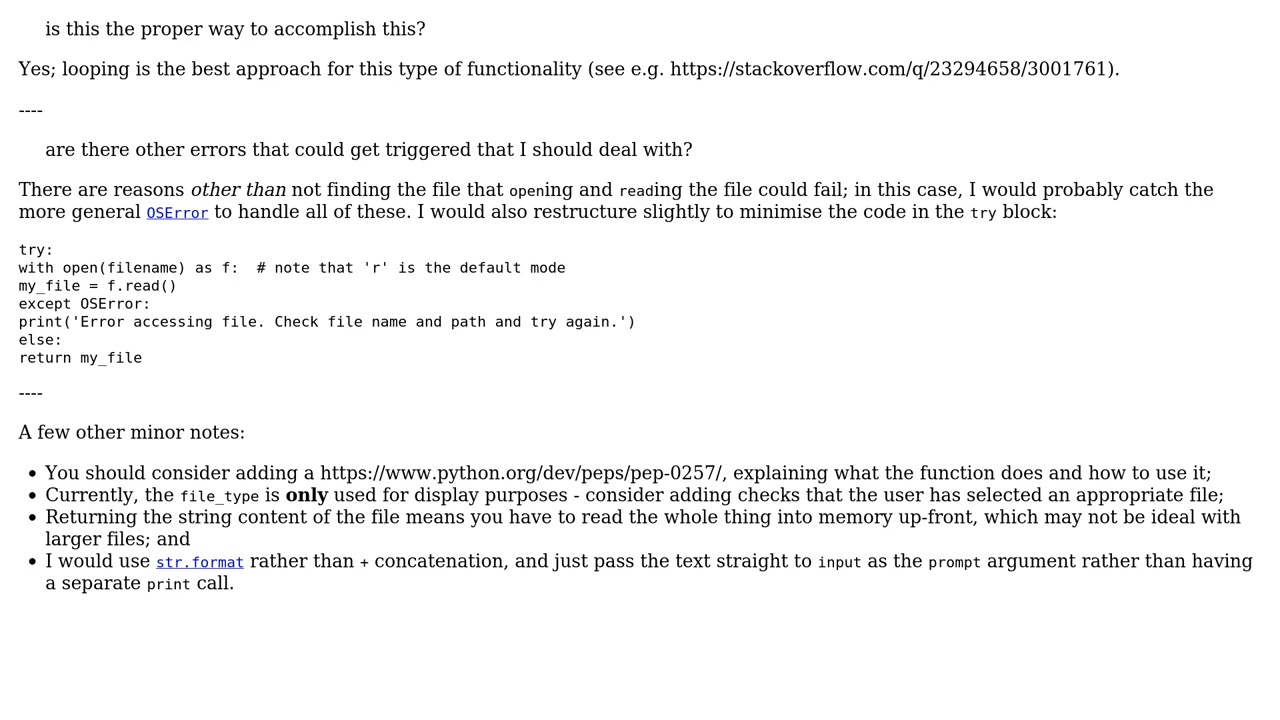 is this the proper way to accomplish this?
Yes; looping is the best approach for this type of functionality (see e.g. https://stackoverflow.com/q/23294658/3001761).
----
are there other errors that could get triggered that I should deal with?
There are reasons other than not finding the file that opening and reading the file could fail; in this case, I would probably catch the
more general OSError to handle all of these. I would also restructure slightly to minimise the code in the try block:
try:
with open(filename) as f:  # note that 'r' is the default mode
my_file = f.read()
except OSError:
print('Error accessing file. Check file name and path and try again.')
else:
return my_file
----
A few other minor notes:
• You should consider adding a https://www.python.org/dev/peps/pep-0257/, explaining what the function does and how to use it;
• Currently, the file_type is only used for display purposes - consider adding checks that the user has selected an appropriate file;
• Returning the string content of the file means you have to read the whole thing into memory up-front, which may not be ideal with
larger files; and
• I would use str.format rather than + concatenation, and just pass the text straight to input as the prompt argument rather than having
a separate print call.